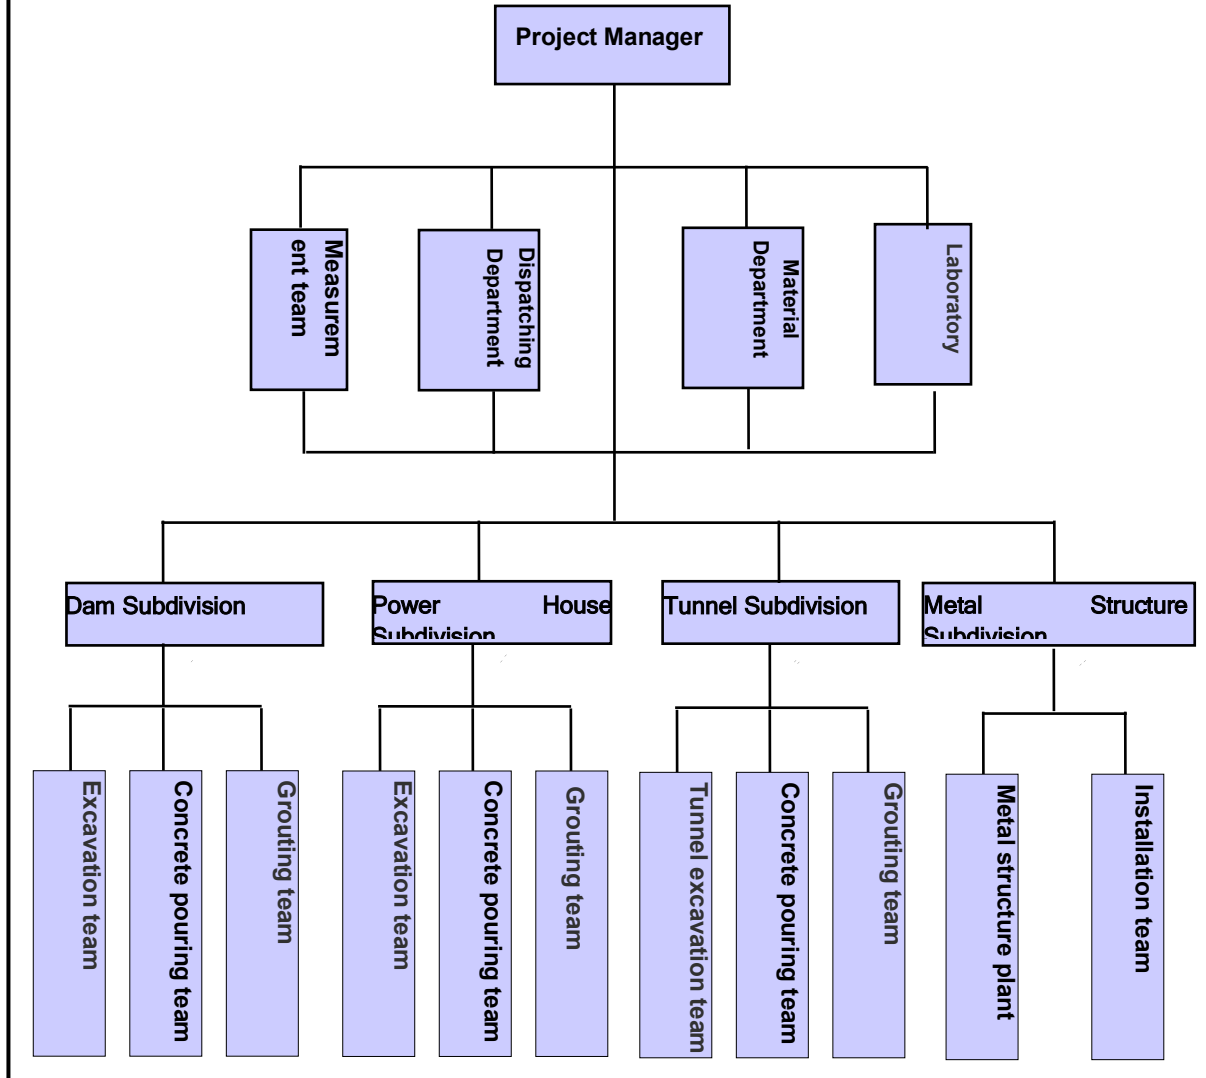 Project Manager
Measurem
ent team
Dispatching
Department
Material
Department
Laboratory
Dam Subdivision
Power House
Subdivision
Tunnel Subdivision
Metal Structure
Subdivision
Excavation team
Concrete pouring team
Grouting team
Excavation team
Concrete pouring team
Grouting team
Tunnel excavation team
Concrete pouring team
Grouting team
Metal structure plant
Installation team